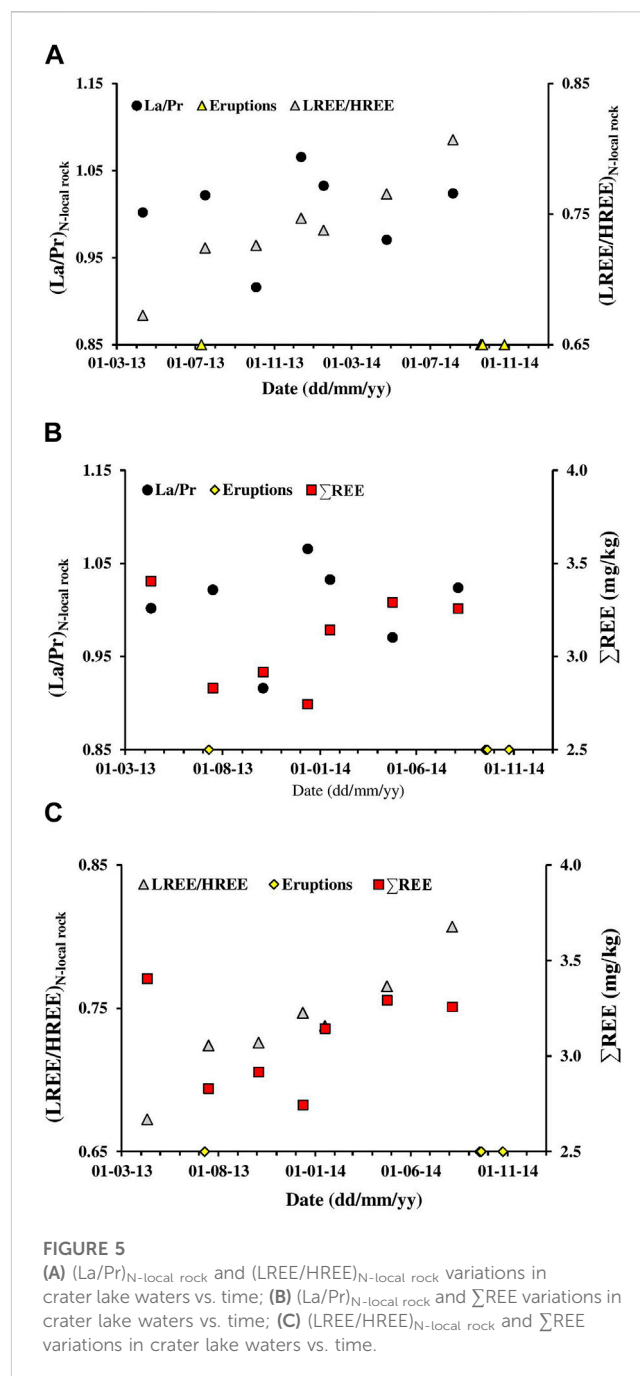 A
1.15
0.85
La/Pr Eruptions LREE/HREE
1.05
0.75
0.95
0.85
0.65
(La/Pr)N-local rock
(LREE/HREE)N-local rock
01-03-13 01-07-13 01-11-13 01-03-14 01-07-14 01-11-14
Date (dd/mm/yy)
B
1.15
4.0
La/Pr Eruptions ∑REE
3.5
1.05
3.0
0.95
0.85
2.5
(La/Pr)N-local rock
∑REE (mg/kg)
01-03-13 01-08-13 01-01-14 01-06-14 01-11-14
Date (dd/mm/yy)
C
0.85
4.0
LREE/HREE Eruptions ∑REE
3.5
0.75
3.0
0.65
2.5
(LREE/HREE)N-local rock
∑REE (mg/kg)
01-03-13 01-08-13 01-01-14 01-06-14 01-11-14
Date (dd/mm/yy)
FIGURE 5
(A) (La/Pr)N-local rock and (LREE/HREE)N-local rock variations in
crater lake waters vs. time; (B) (La/Pr)N-local rock and ∑REE variations in
crater lake waters vs. time; (C) (LREE/HREE)N-local rock and ∑REE
variations in crater lake waters vs. time.